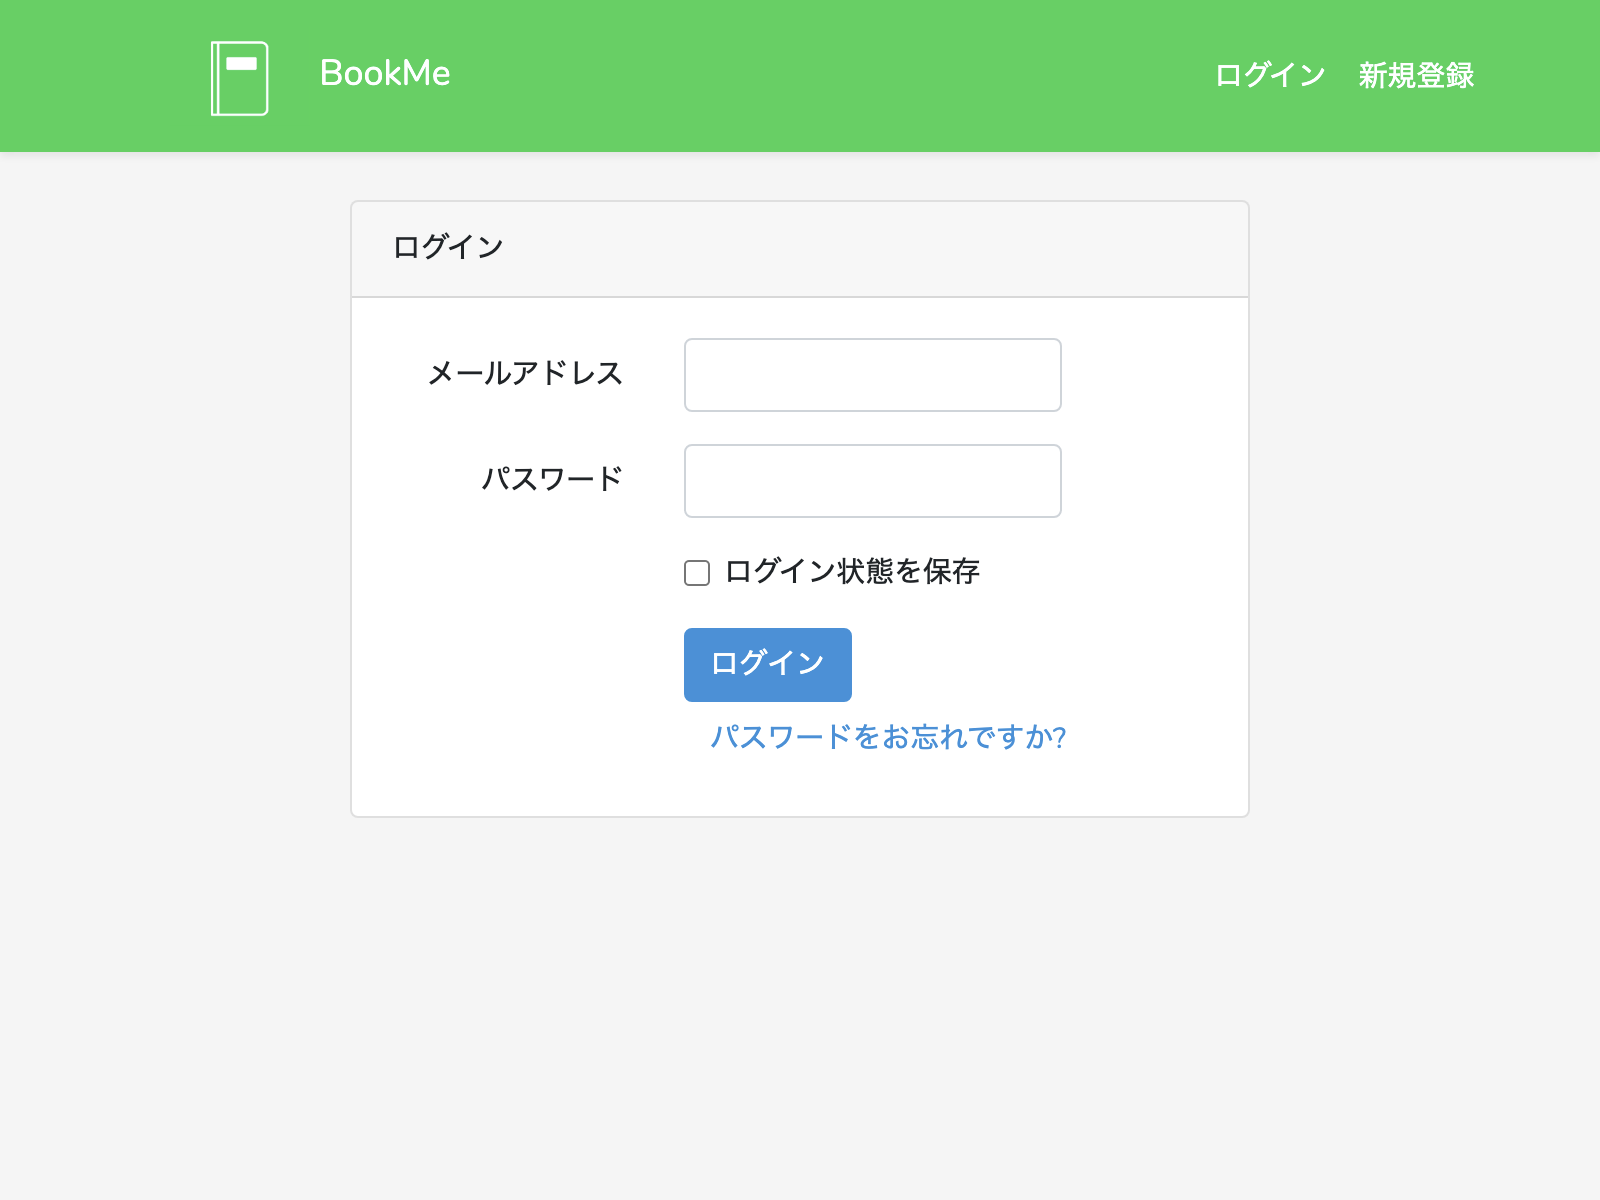 BookMe
ログイン 新規登録
ログイン
メールアドレス
パスワード
ログイン状態を保存
ログイン
パスワードをお忘れですか?